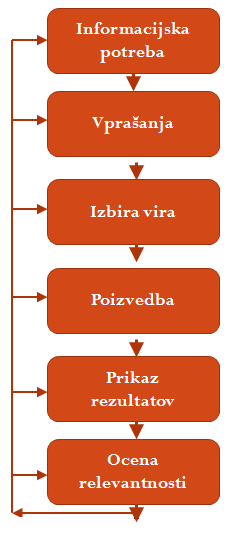 Informacijska
potreba
Vprašanja
Izbira vira
Poizvedba
Prikaz
rezultatov
Ocena
relevantnosti